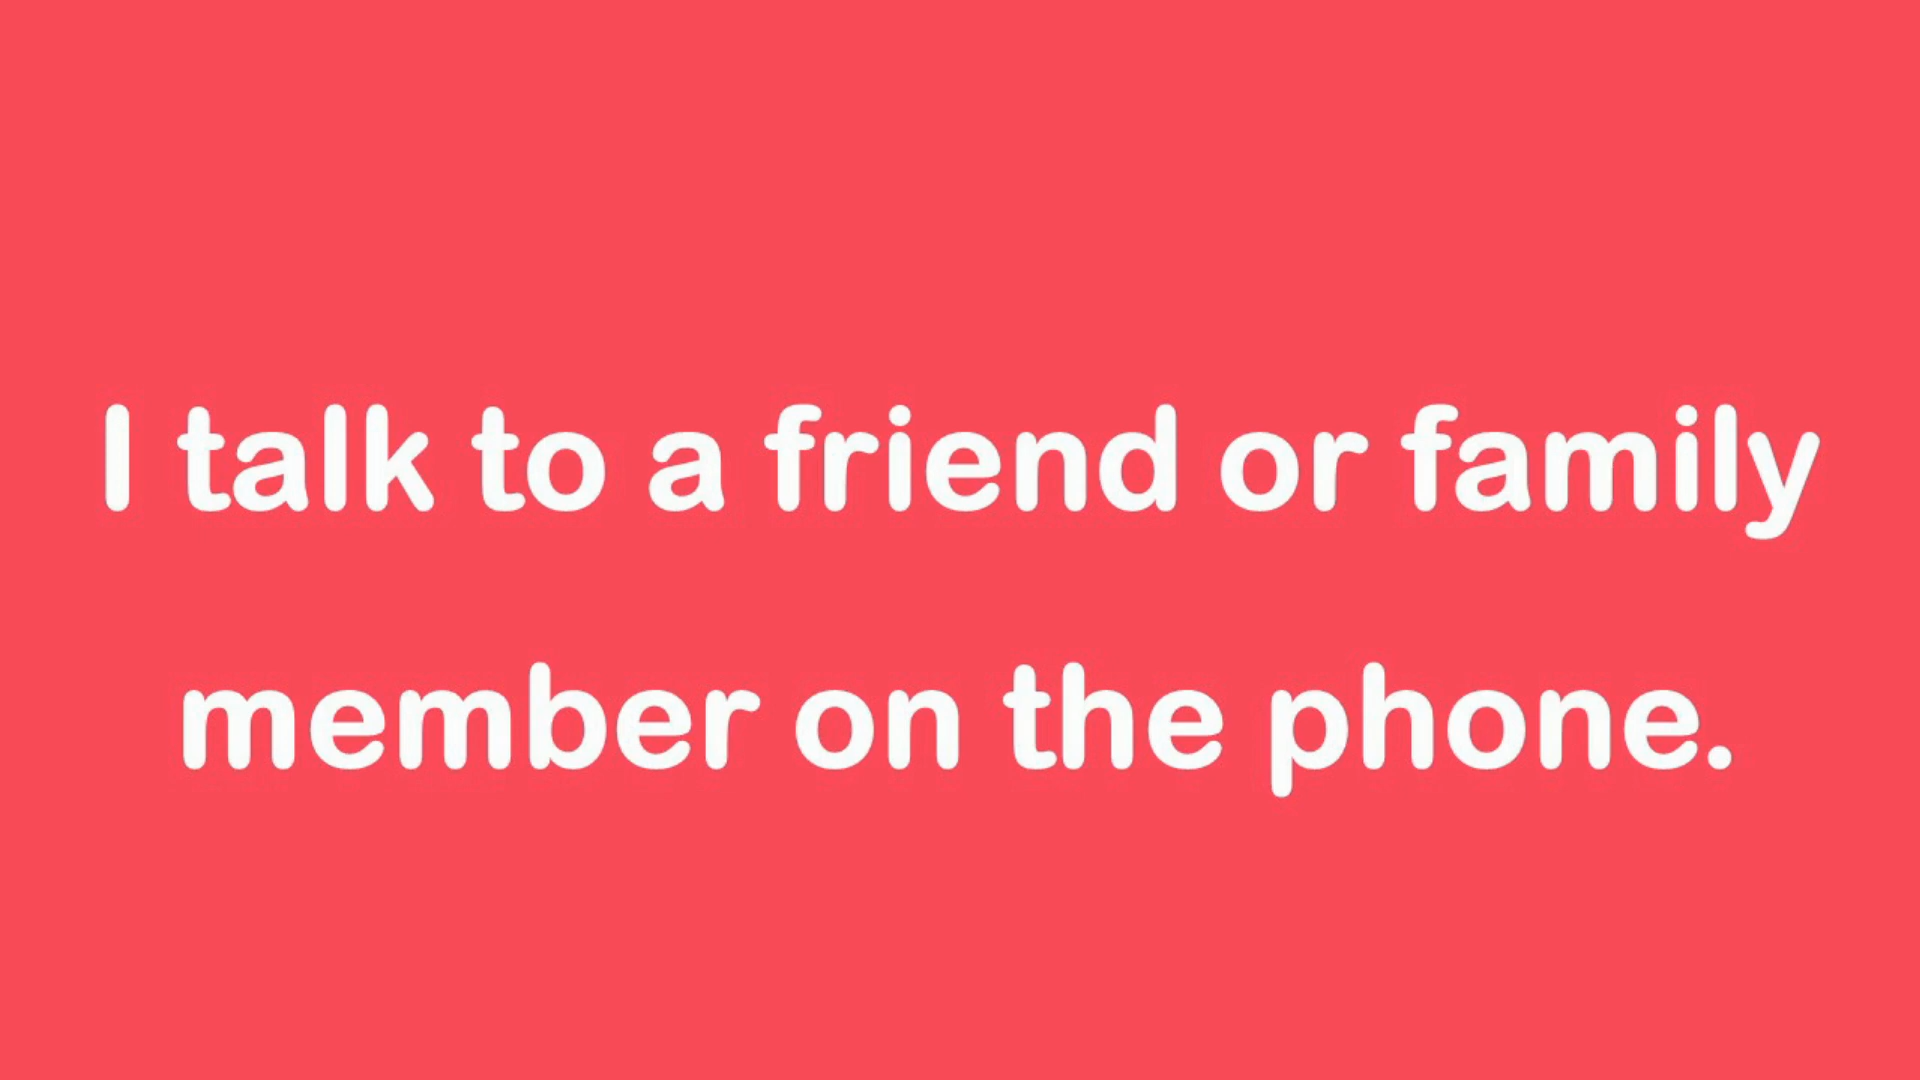 I talk to a friend or family
member on the phone.